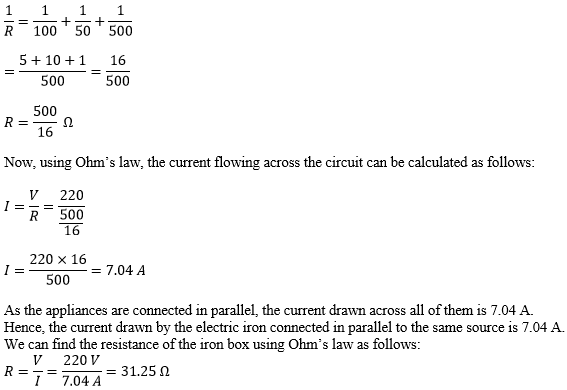 1/R = 1/100 + 1/50 + 1/500
= (5 + 10 + 1)/500 = 16/500
R = 500/16 Ω
Now, using Ohm’s law, the current flowing across the circuit can be calculated as follows:
I = V/R = 220/(500/16)
I = (220 × 16)/500 = 7.04 A
As the appliances are connected in parallel, the current drawn across all of them is 7.04 A.
Hence, the current drawn by the electric iron connected in parallel to the same source is 7.04 A.
We can find the resistance of the iron box using Ohm’s law as follows:
R = V/I = 220 V/7.04 A = 31.25 Ω